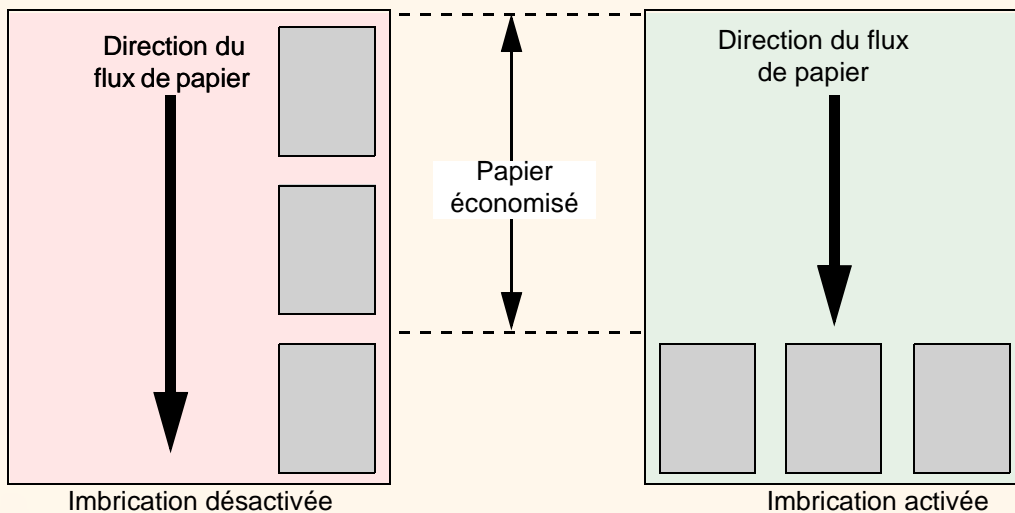 Direction du
flux de papier
Papier
économisé
Direction du flux
de papier
Imbrication désactivée
Imbrication activée